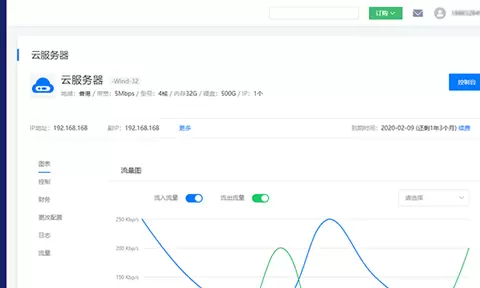 订购
云服务器
云服务器 -Wind-32
地域：香港 / 带宽：5Mbps / 型号：4核 / 内存32G / 硬盘：500G / IP：1个
控制台
IP地址：192.168.168 副IP：192.168.168 更多 到期时间：2020-02-09 (还剩1年3个月) 续费
图表
控制
财务
更改配置
日志
流量
流量图
流入流量 流出流量 请选择
250 Kbps/s
200 Kbps/s
150 Kbps/s